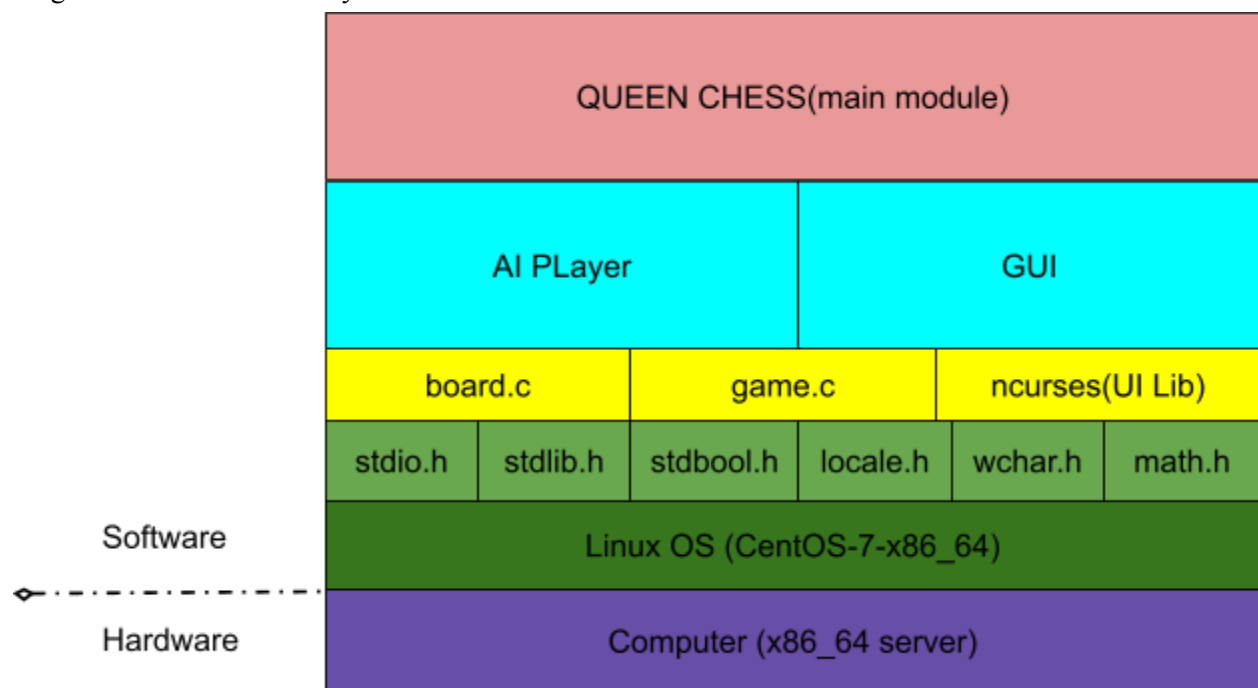 QUEEN CHESS(main module)
AI PLayer
GUI
board.c
game.c
ncurses(UI Lib)
stdio.h
stdlib.h
stdbool.h
locale.h
wchar.h
math.h
Software
Linux OS (CentOS-7-x86_64)
Hardware
Computer (x86_64 server)